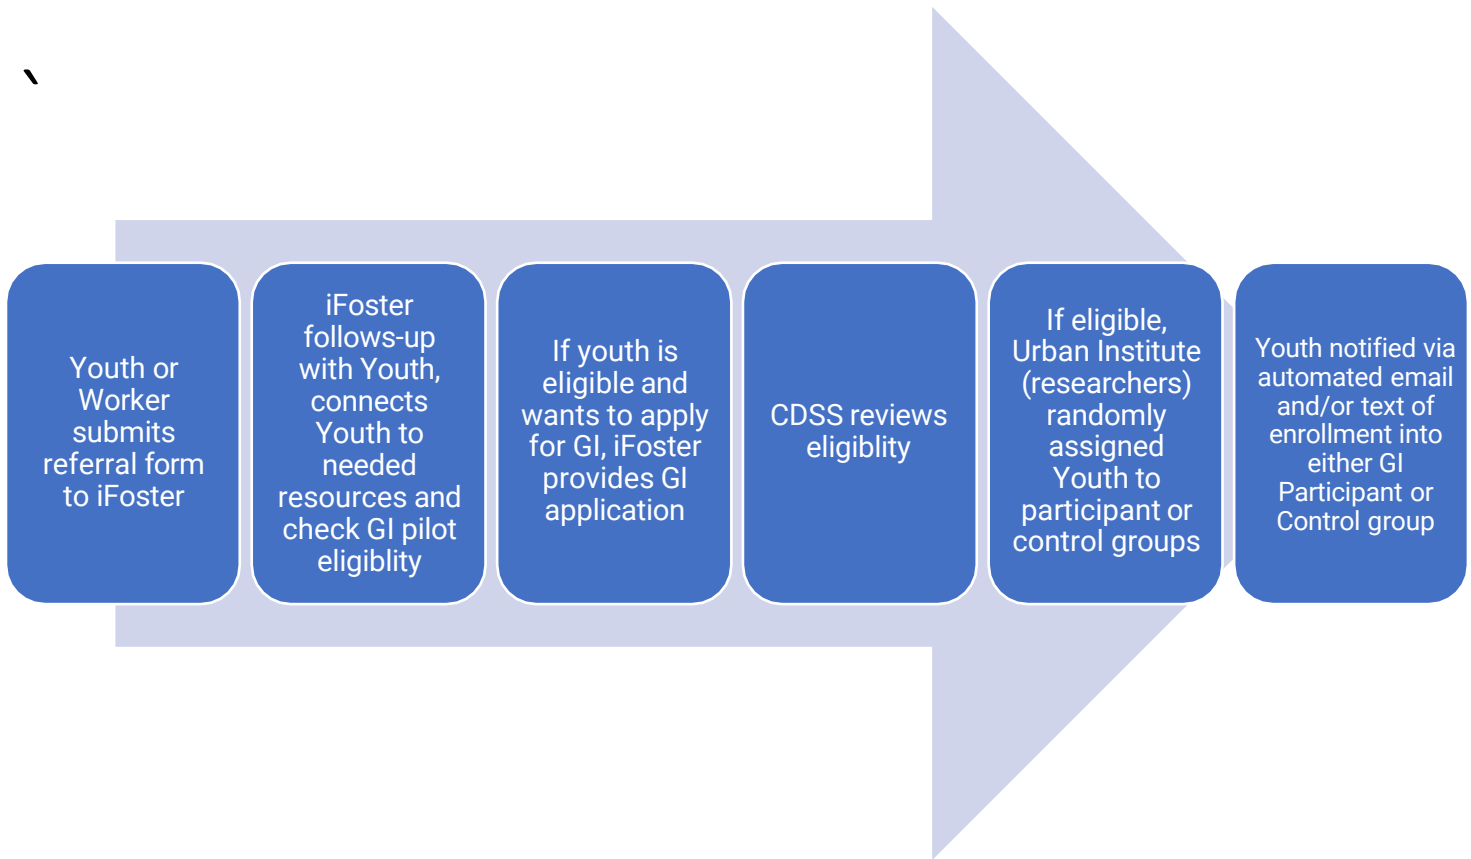 `
Youth or
Worker
submits
referral form
to iFoster
iFoster
follows-up
with Youth,
connects
Youth to
needed
resources and
check GI pilot
eligiblity
If youth is
eligible and
wants to apply
for GI, iFoster
provides GI
application
CDSS reviews
eligiblity
If eligible,
Urban Institute
(researchers)
randomly
assigned
Youth to
participant or
control groups
Youth notified via
automated email
and/or text of
enrollment into
either GI
Participant or
Control group